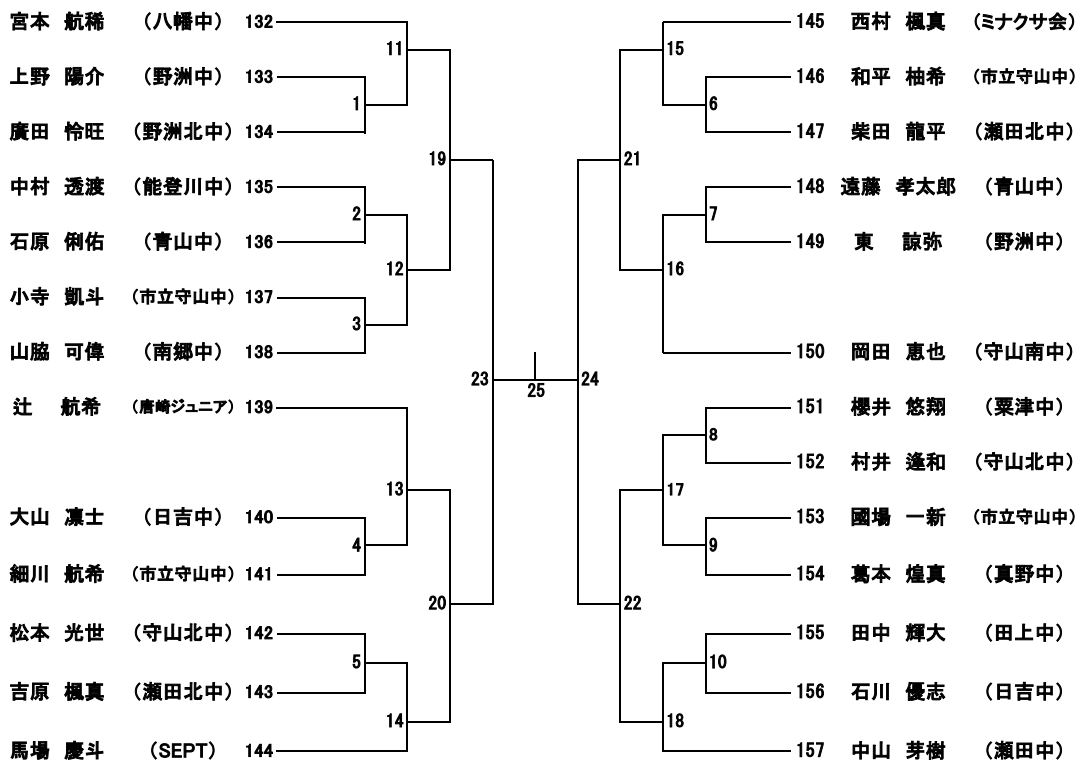 宮本 航稀 （八幡中） 132
11
上野 陽介 （野洲中） 133
1
廣田 怜旺 （野洲北中） 134
19
中村 透渡 （能登川中） 135
2
石原 俐佑 （青山中） 136
12
小寺 凱斗 （市立守山中） 137
3
山脇 可偉 （南郷中） 138
23
辻 航希 （唐崎ジュニア） 139
13
大山 凛士 （日吉中） 140
4
細川 航希 （市立守山中） 141
20
松本 光世 （守山北中） 142
5
吉原 楓真 （瀬田北中） 143
14
馬場 慶斗 （SEPT） 144
25
145 西村 楓真 （ミナクサ会）
15
146 和平 柚希 （市立守山中）
6
147 柴田 龍平 （瀬田北中）
21
148 遠藤 孝太郎 （青山中）
7
149 東 諒弥 （野洲中）
16
150 岡田 恵也 （守山南中）
24
151 櫻井 悠翔 （粟津中）
8
152 村井 逢和 （守山北中）
17
153 國場 一新 （市立守山中）
9
154 葛本 煌真 （真野中）
22
155 田中 輝大 （田上中）
10
156 石川 優志 （日吉中）
18
157 中山 芽樹 （瀬田中）